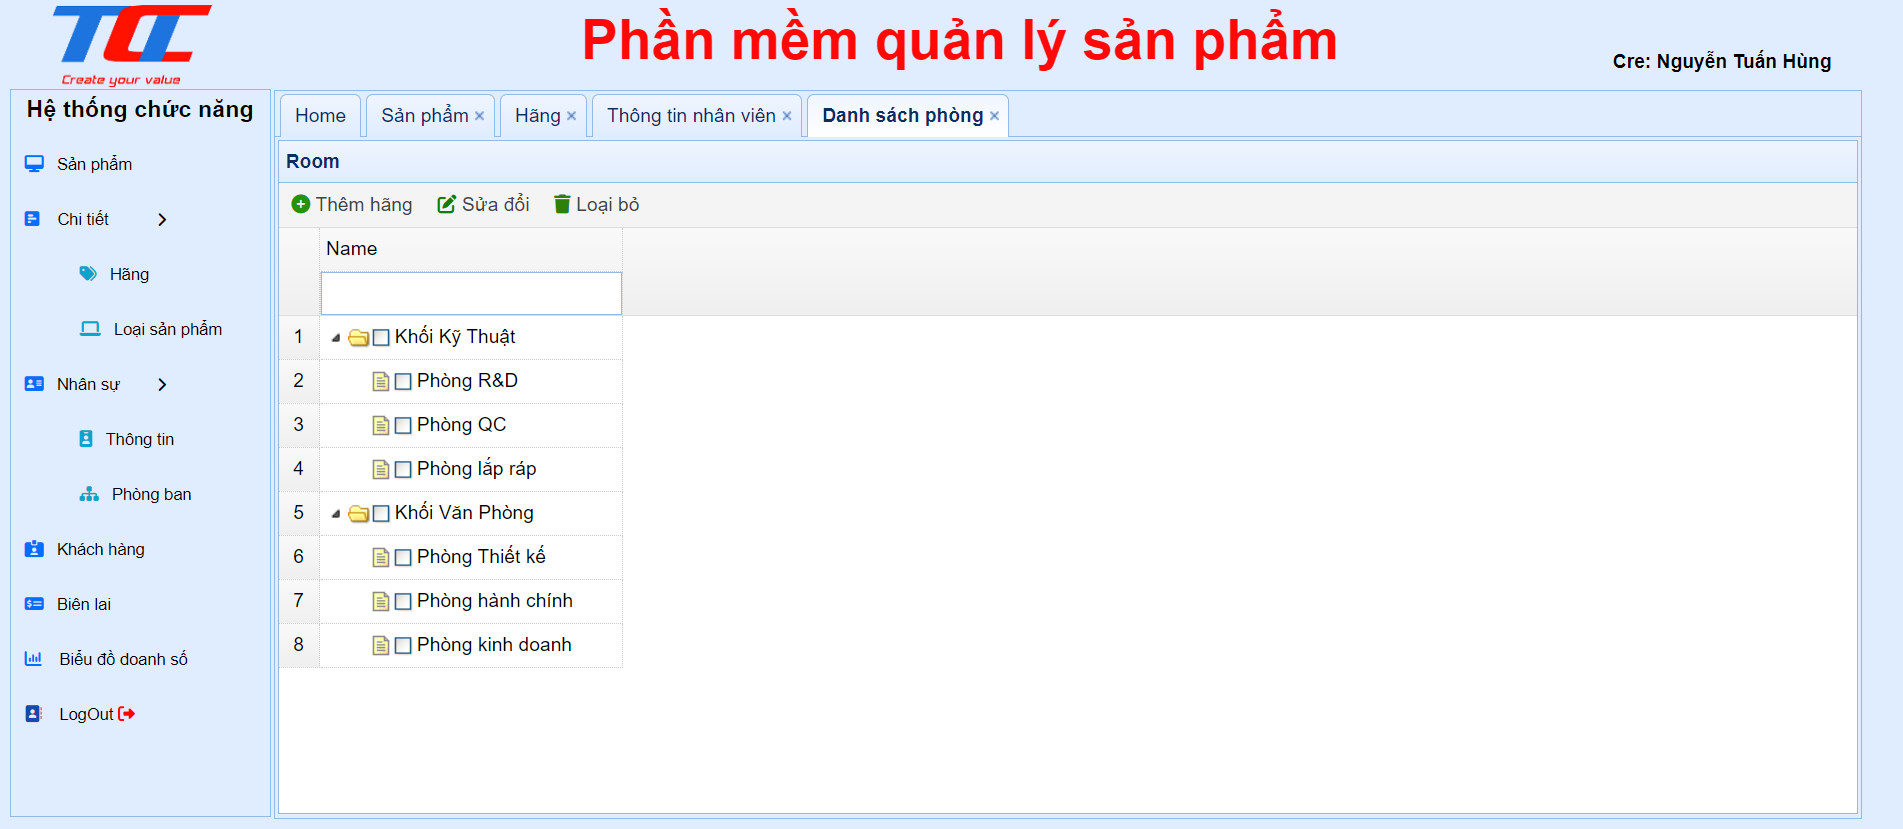 TCC
Create your value
Phần mềm quản lý sản phẩm
Cre: Nguyễn Tuấn Hùng
Hệ thống chức năng
Sản phẩm
Chi tiết
Hãng
Loại sản phẩm
Nhân sự
Thông tin
Phòng ban
Khách hàng
Biên lai
Biểu đồ doanh số
LogOut
Home Sản phẩm Hãng Thông tin nhân viên Danh sách phòng
Room
Thêm hãng Sửa đổi Loại bỏ
Name
1 Khối Kỹ Thuật
2 Phòng R&D
3 Phòng QC
4 Phòng lắp ráp
5 Khối Văn Phòng
6 Phòng Thiết kế
7 Phòng hành chính
8 Phòng kinh doanh